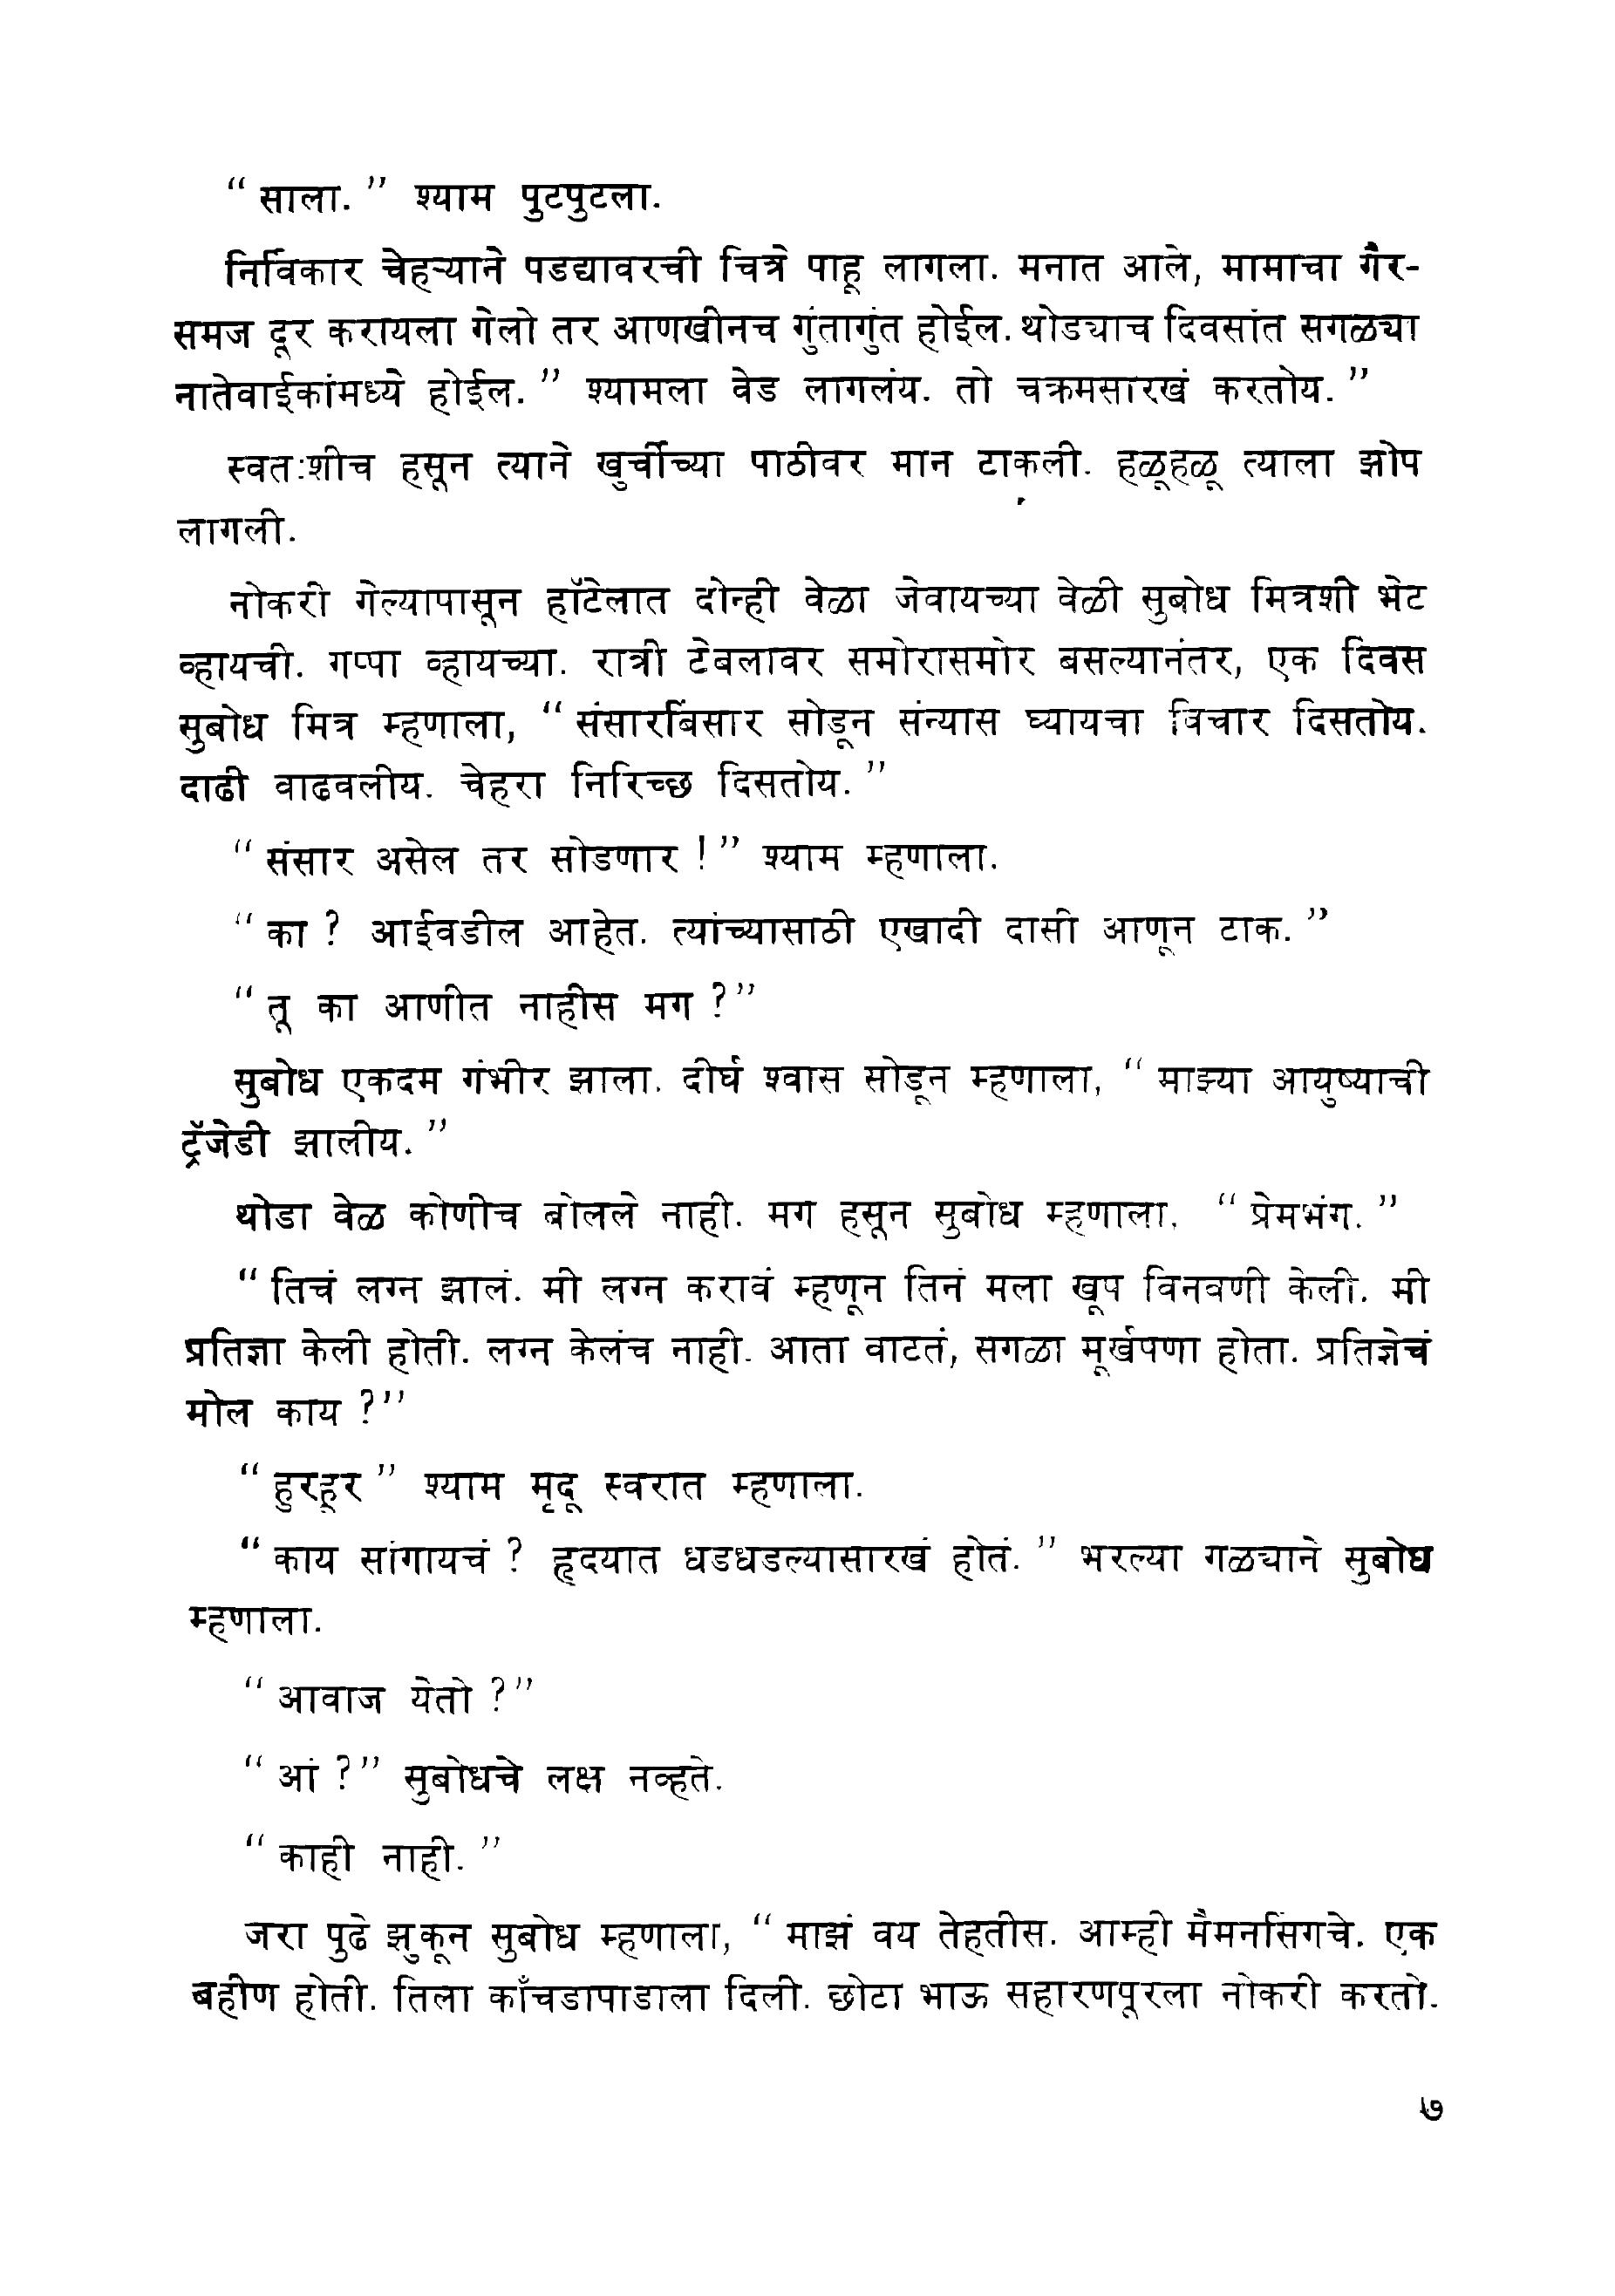 “ साला. ” श्याम पुटपुटला.
निर्विकार चेहऱ्याने पडद्यावरची चित्रे पाहू लागला. मनात आले, मामाचा गैर-
समज दूर करायला गेलो तर आणखीनच गुंतागुंत होईल. थोड्याच दिवसांत सगळ्या
नातेवाईकांमध्ये होईल. ” श्यामला वेड लागलंय. तो चक्रमसारखं करतोय. ”
स्वत:शीच हसून त्याने खुर्चीच्या पाठीवर मान टाकली. हळूहळू त्याला झोप
लागली.
नोकरी गेल्यापासून हॉटेलात दोन्ही वेळा जेवायच्या वेळी सुबोध मित्रशी भेट
व्हायची. गप्पा व्हायच्या. रात्री टेबलावर समोरासमोर बसल्यानंतर, एक दिवस
सुबोध मित्र म्हणाला, “ संसारबिंसार सोडून संन्यास घ्यायचा विचार दिसतोय.
दाढी वाढवलीय. चेहरा निरिच्छ दिसतोय. ”
“ संसार असेल तर सोडणार ! ” श्याम म्हणाला.
“ का ? आईवडील आहेत. त्यांच्यासाठी एखादी दासी आणून टाक. ”
“ तू का आणीत नाहीस मग ?”
सुबोध एकदम गंभीर झाला. दीर्घ श्वास सोडून म्हणाला, “ माझ्या आयुष्याची
ट्रॅजेडी झालीय. ”
थोडा वेळ कोणीच बोलले नाही. मग हसून सुबोध म्हणाला, “ प्रेमभंग. ”
“ तिचं लग्न झालं. मी लग्न करावं म्हणून तिनं मला खूप विनवणी केली. मी
प्रतिज्ञा केली होती. लग्न केलंच नाही. आता वाटतं, सगळा मूर्खपणा होता. प्रतिज्ञेचं
मोल काय ?”
“ हुरहूर ” श्याम मृदू स्वरात म्हणाला.
“ काय सांगायचं ? हृदयात धडधडल्यासारखं होतं. ” भरल्या गळ्याने सुबोध
म्हणाला.
“ आवाज येतो ?”
“ आं ?” सुबोधचे लक्ष नव्हते.
“ काही नाही. ”
जरा पुढे झुकून सुबोध म्हणाला, “ माझं वय तेहतीस. आम्ही मैमनसिंगचे. एक
बहीण होती. तिला काँचडापाडाला दिली. छोटा भाऊ सहारणपूरला नोकरी करतो.
७